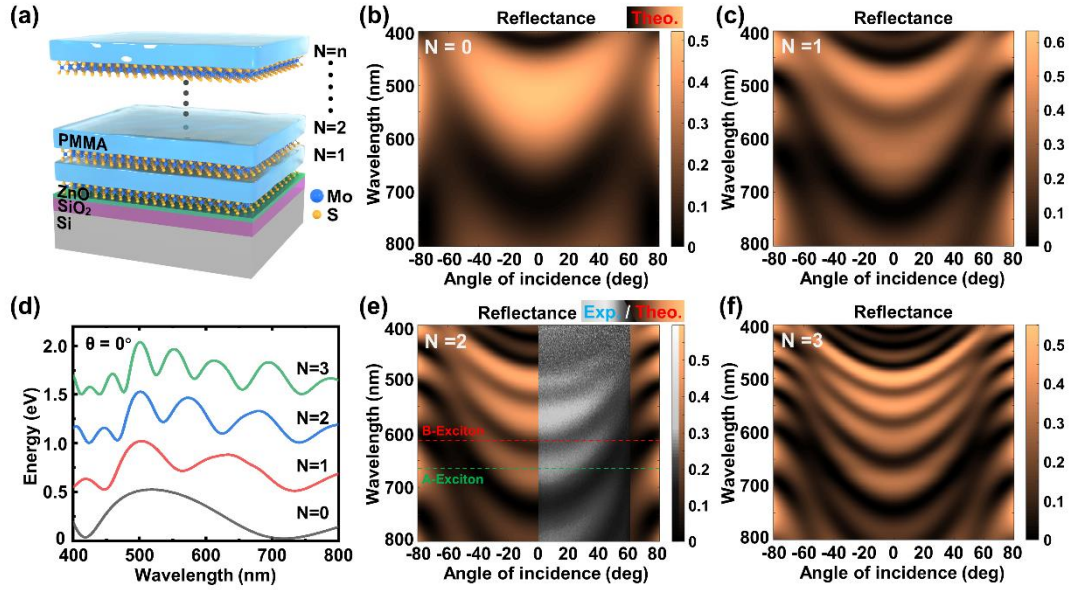 (a)
N=n
N=2
PMMA
N=1
ZnO
SiO₂
Si
Mo
S
(b)
Reflectance
Theo.
N = 0
400
500
600
700
800
Wavelength (nm)
-80 -60 -40 -20 0 20 40 60 80
Angle of incidence (deg)
0.5
0.4
0.3
0.2
0.1
0
(c)
Reflectance
N =1
400
500
600
700
800
Wavelength (nm)
-80 -60 -40 -20 0 20 40 60 80
Angle of incidence (deg)
0.6
0.5
0.4
0.3
0.2
0.1
0
(d)
θ = 0°
N=3
N=2
N=1
N=0
2.0
1.5
1.0
0.5
0
Energy (eV)
400 500 600 700 800
Wavelength (nm)
(e)
Reflectance
Exp / Theo.
N =2
B-Exciton
A-Exciton
400
500
600
700
800
Wavelength (nm)
-80 -60 -40 -20 0 20 40 60 80
Angle of incidence (deg)
0.5
0.4
0.3
0.2
0.1
0
(f)
Reflectance
N =3
400
500
600
700
800
Wavelength (nm)
-80 -60 -40 -20 0 20 40 60 80
Angle of incidence (deg)
0.5
0.4
0.3
0.2
0.1
0